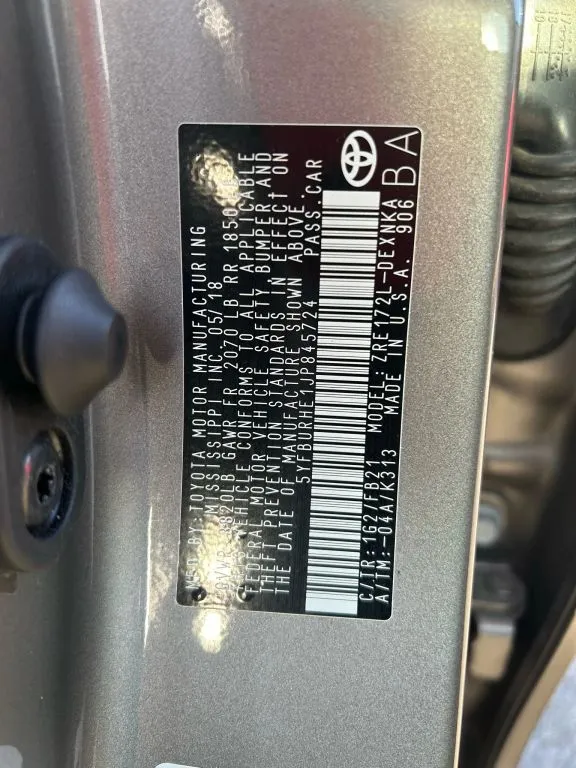 MFD BY: TOYOTA MOTOR MANUFACTURING
MISSISSIPPI INC. 05/18
GVWR 3820LB GAWR FR 2070 LB RR 1850
THIS VEHICLE CONFORMS TO ALL APPLICABLE
FEDERAL MOTOR VEHICLE SAFETY BUMPER AND
THEFT PREVENTION STANDARDS IN EFFECT ON
THE DATE OF MANUFACTURE SHOWN ABOVE.
5YFBURHE1JP845724 PASS.CAR
C/TR:1G2/FB21 MODEL:ZRE172L-DEXNKA
A/TM:-04A/K313 MADE IN U.S.A. 906
BA